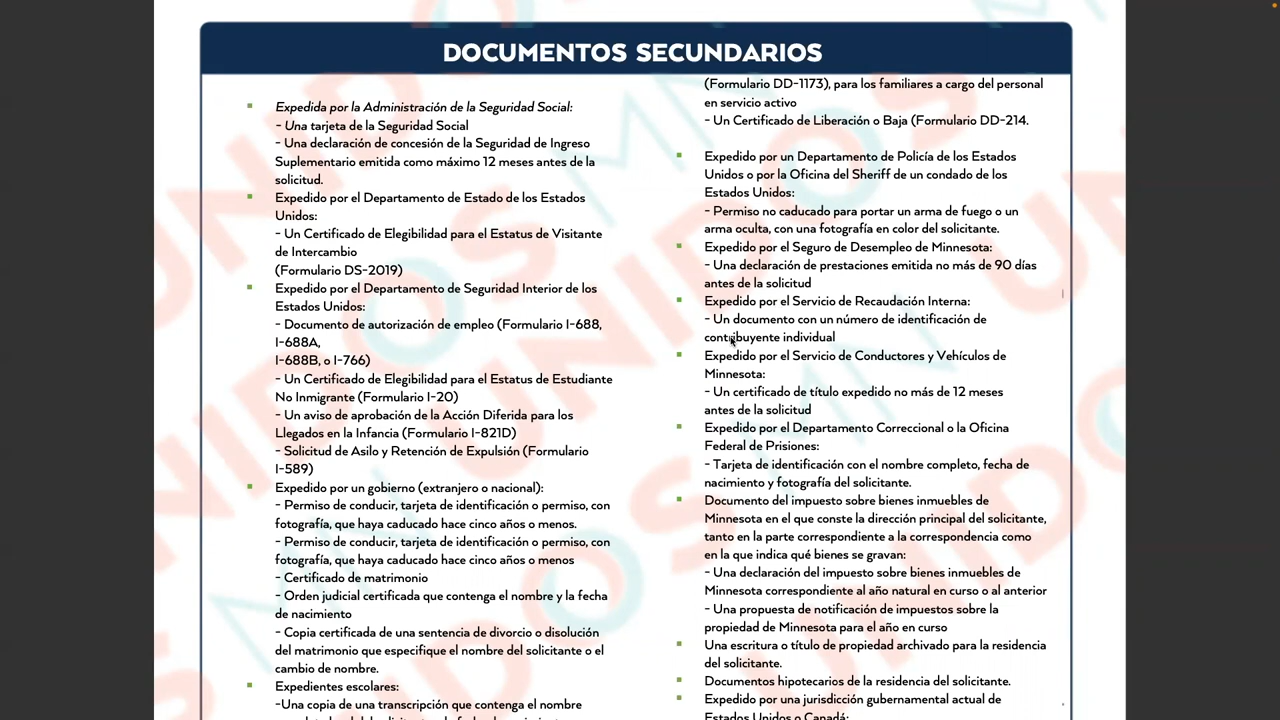 DOCUMENTOS SECUNDARIOS
Expedida por la Administración de la Seguridad Social:
- Una tarjeta de la Seguridad Social
- Una declaración de concesión de la Seguridad de Ingreso
Suplementario emitida como máximo 12 meses antes de la
solicitud.
Expedido por el Departamento de Estado de los Estados
Unidos:
- Un Certificado de Elegibilidad para el Estatus de Visitante
de Intercambio
(Formulario DS-2019)
Expedido por el Departamento de Seguridad Interior de los
Estados Unidos:
- Documento de autorización de empleo (Formulario I-688,
I-688A,
I-688B, o I-766)
- Un Certificado de Elegibilidad para el Estatus de Estudiante
No Inmigrante (Formulario I-20)
- Un aviso de aprobación de la Acción Diferida para los
Llegados en la Infancia (Formulario I-821D)
- Solicitud de Asilo y Retención de Expulsión (Formulario
I-589)
Expedido por un gobierno (extranjero o nacional):
- Permiso de conducir, tarjeta de identificación o permiso, con
fotografía, que haya caducado hace cinco años o menos.
- Permiso de conducir, tarjeta de identificación o permiso, con
fotografía, que haya caducado hace cinco años o menos
- Certificado de matrimonio
- Orden judicial certificada que contenga el nombre y la fecha
de nacimiento
- Copia certificada de una sentencia de divorcio o disolución
del matrimonio que especifique el nombre del solicitante o el
cambio de nombre.
Expedientes escolares:
-Una copia de una transcripción que contenga el nombre
(Formulario DD-1173), para los familiares a cargo del personal
en servicio activo
- Un Certificado de Liberación o Baja (Formulario DD-214.
Expedido por un Departamento de Policía de los Estados
Unidos o por la Oficina del Sheriff de un condado de los
Estados Unidos:
- Permiso no caducado para portar un arma de fuego o un
arma oculta, con una fotografía en color del solicitante.
Expedido por el Seguro de Desempleo de Minnesota:
- Una declaración de prestaciones emitida no más de 90 días
antes de la solicitud
Expedido por el Servicio de Recaudación Interna:
- Un documento con un número de identificación de
contribuyente individual
Expedido por el Servicio de Conductores y Vehículos de
Minnesota:
- Un certificado de título expedido no más de 12 meses
antes de la solicitud
Expedido por el Departamento Correccional o la Oficina
Federal de Prisiones:
- Tarjeta de identificación con el nombre completo, fecha de
nacimiento y fotografía del solicitante.
Documento del impuesto sobre bienes inmuebles de
Minnesota en el que conste la dirección principal del solicitante,
tanto en la parte correspondiente a la correspondencia como
en la que indica qué bienes se gravan:
- Una declaración del impuesto sobre bienes inmuebles de
Minnesota correspondiente al año natural en curso o al anterior
- Una propuesta de notificación de impuestos sobre la
propiedad de Minnesota para el año en curso
Una escritura o título de propiedad archivado para la residencia
del solicitante.
Documentos hipotecarios de la residencia del solicitante.
Expedido por una jurisdicción gubernamental actual de
Estados Unidos o Canadá: